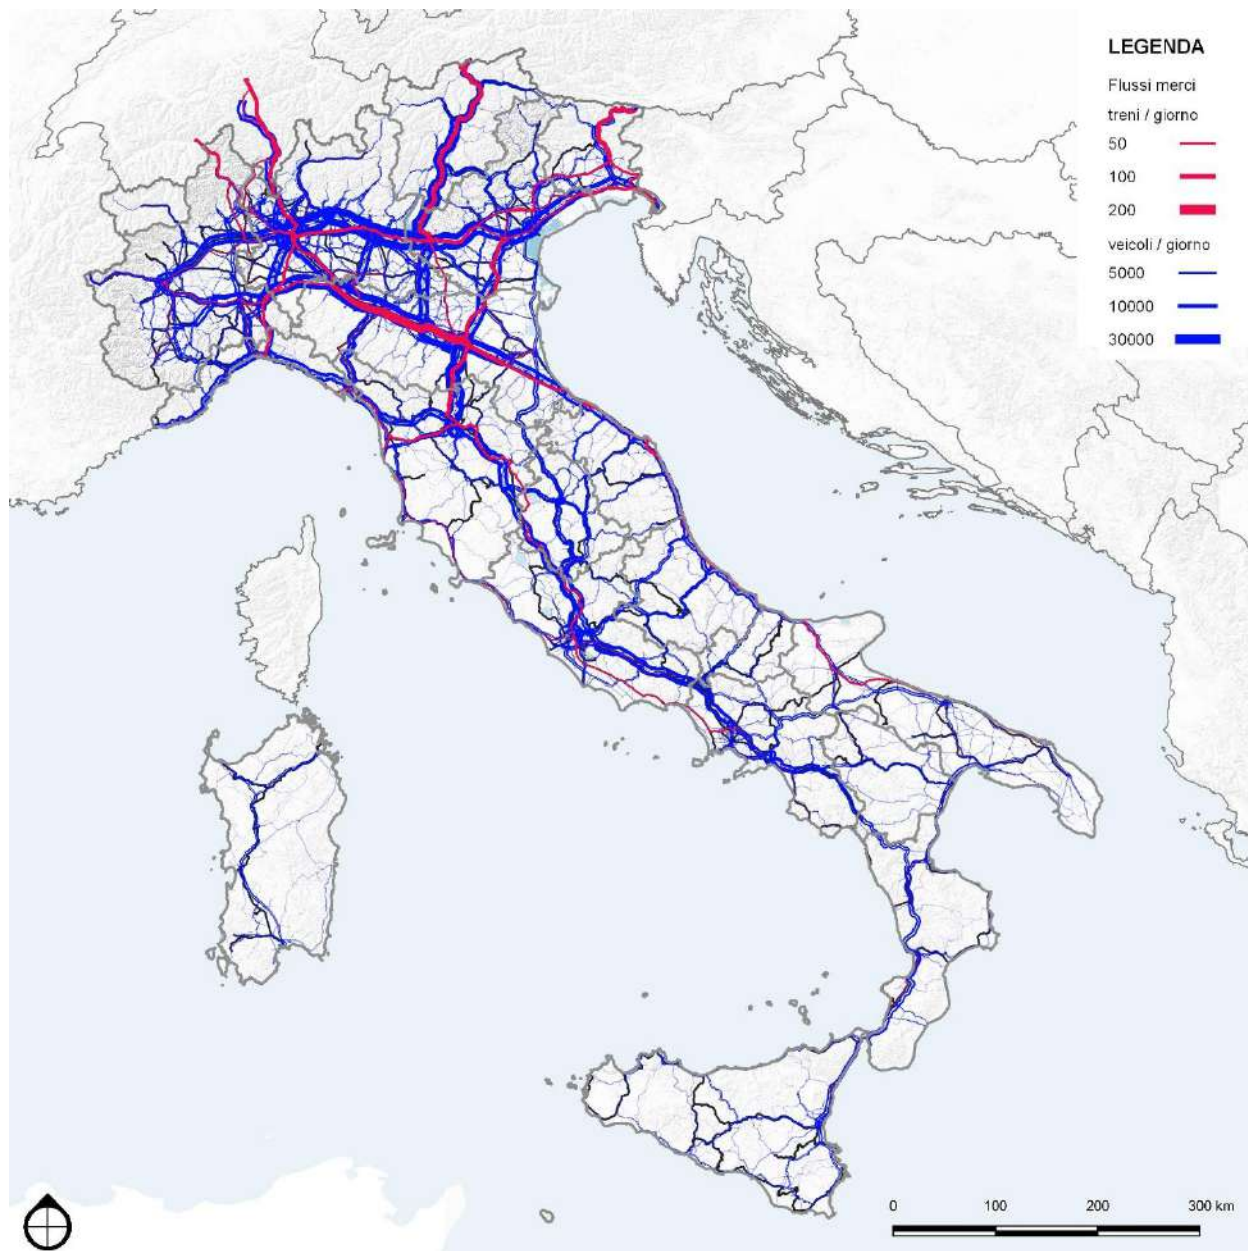 LEGENDA
Flussi merci
treni / giorno
50
100
200
veicoli / giorno
5000
10000
30000
0 100 200 300 km